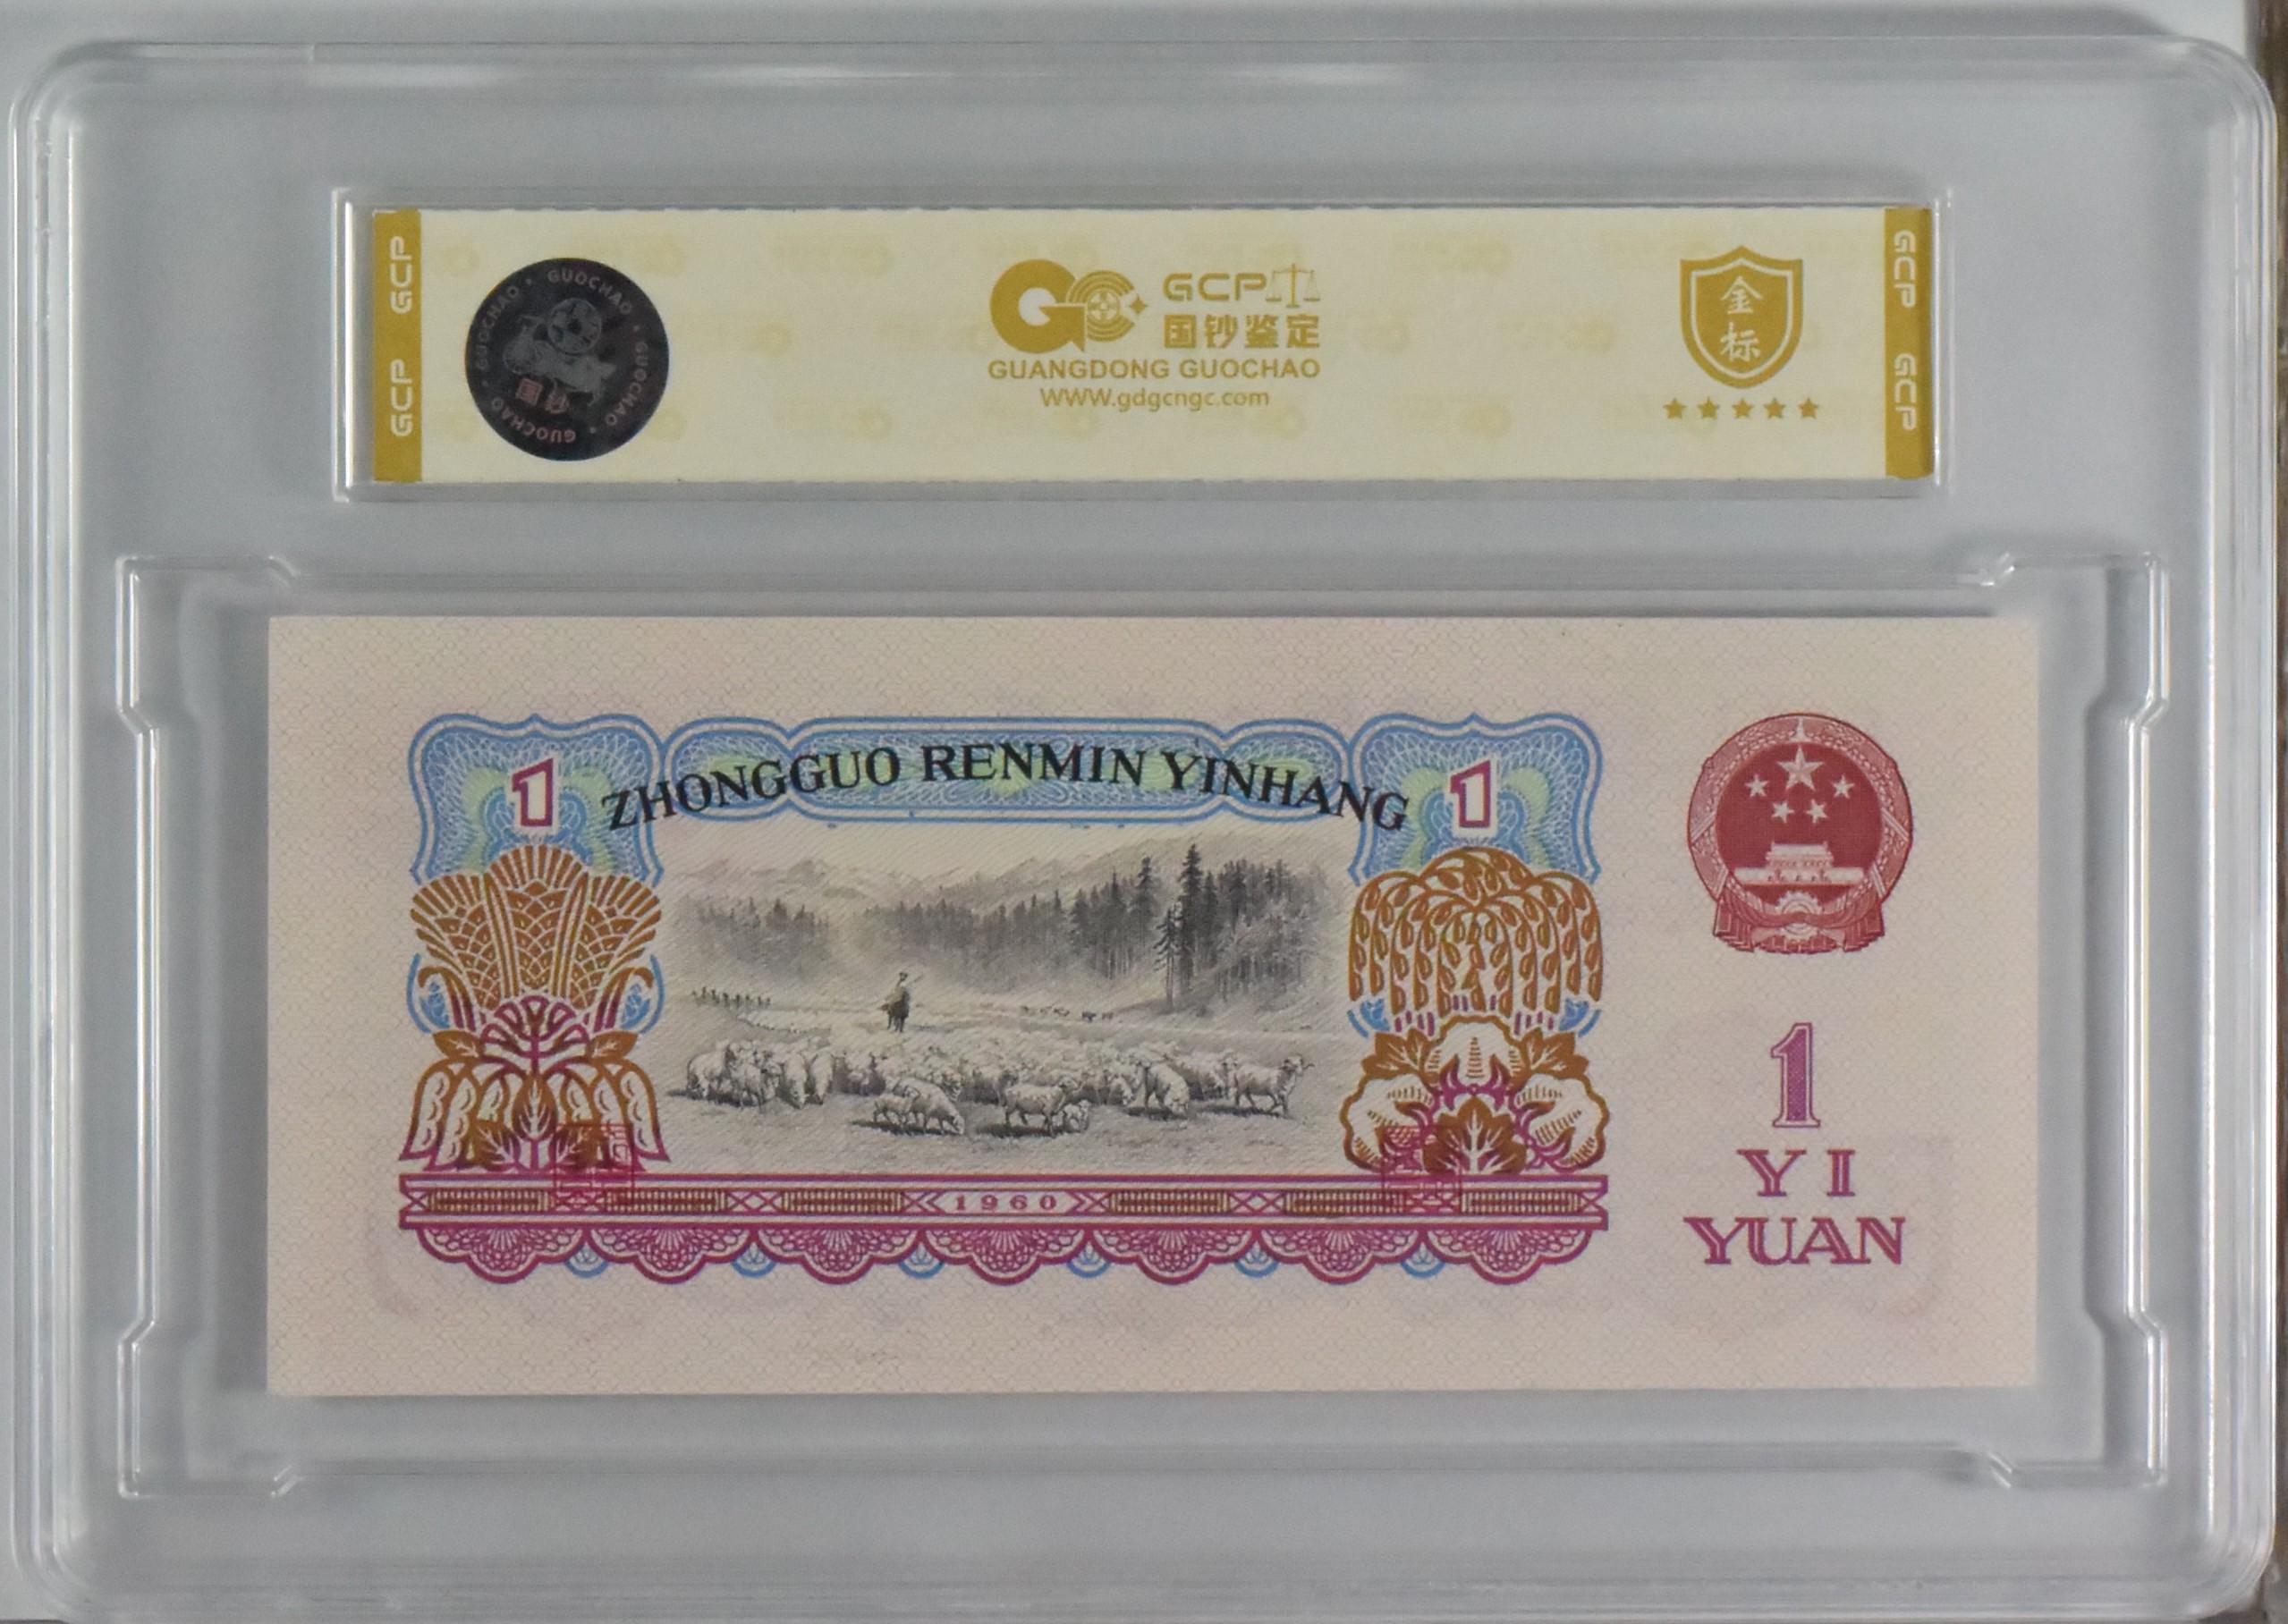 GCP GCP
GUOCHAO • GUOCHAO • GUOCHAO • GUOCHAO •
国钞
GCP
国钞鉴定
GUANGDONG GUOCHAO
WWW.gdgcngc.com
金
标
GCP GCP
1
ZHONGGUO RENMIN YINHANG
1
1960
1
YI
YUAN